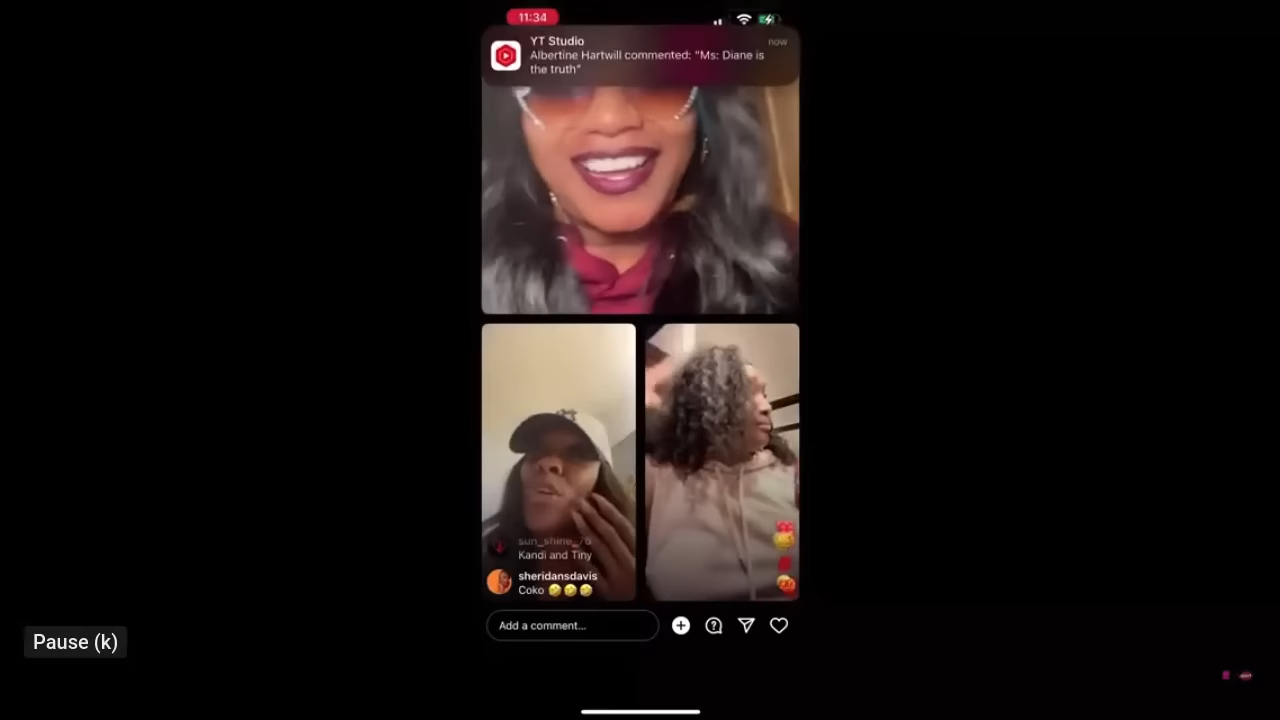 11:34
YT Studio
now
Albertine Hartwill commented: "Ms: Diane is
the truth"
sun_shine_76
Kandi and Tiny
sheridansdavis
Coko 🤣🤣🤣
Add a comment...
Pause (k)